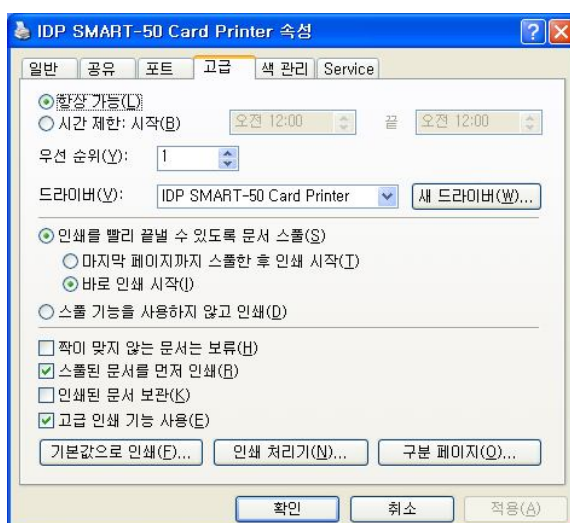 IDP SMART-50 Card Printer 속성
일반 공유 포트 고급 색 관리 Service
항상 가능(L)
시간 제한: 시작(B) 오전 12:00 끝 오전 12:00
우선 순위(Y): 1
드라이버(V): IDP SMART-50 Card Printer 새 드라이버(W)...
인쇄를 빨리 끝낼 수 있도록 문서 스풀(S)
마지막 페이지까지 스풀한 후 인쇄 시작(T)
바로 인쇄 시작(I)
스풀 기능을 사용하지 않고 인쇄(D)
짝이 맞지 않는 문서는 보류(H)
스풀된 문서를 먼저 인쇄(R)
인쇄된 문서 보관(K)
고급 인쇄 기능 사용(E)
기본값으로 인쇄(F)... 인쇄 처리기(N)... 구분 페이지(O)...
확인 취소 적용(A)